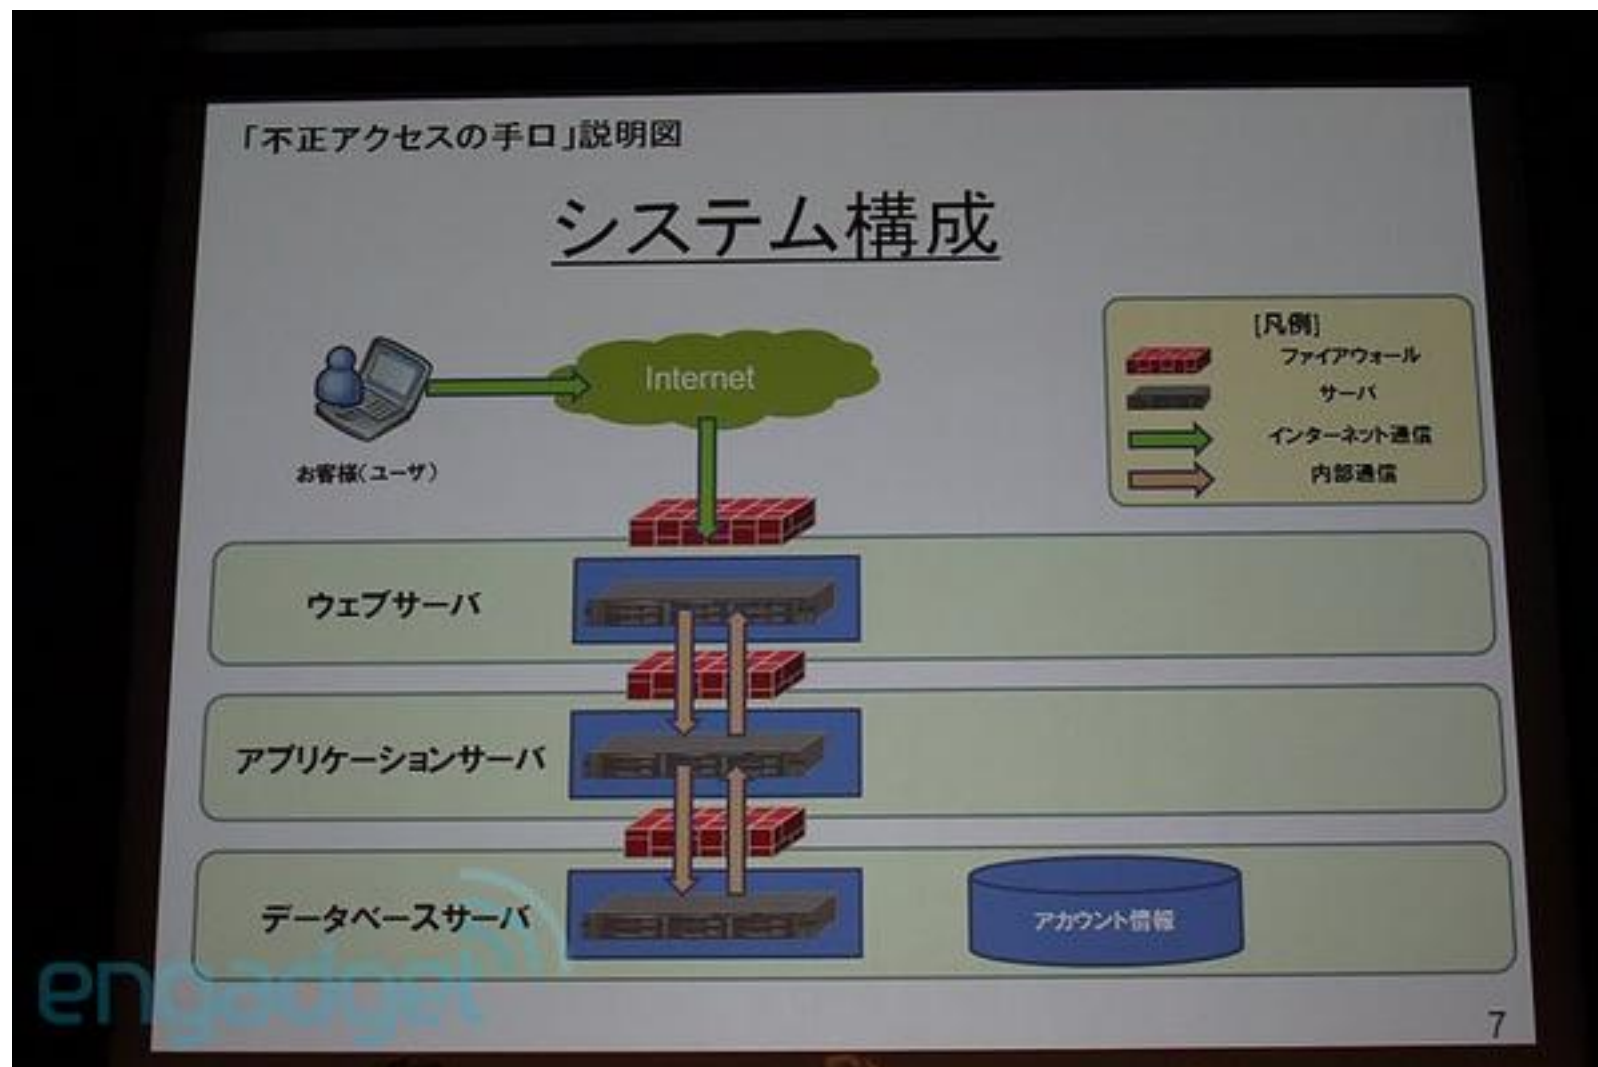 「不正アクセスの手口」説明図
システム構成
[凡例]
ファイアウォール
サーバ
インターネット通信
内部通信
Internet
お客様(ユーザ)
ウェブサーバ
アプリケーションサーバ
データベースサーバ
アカウント情報
engadget
7